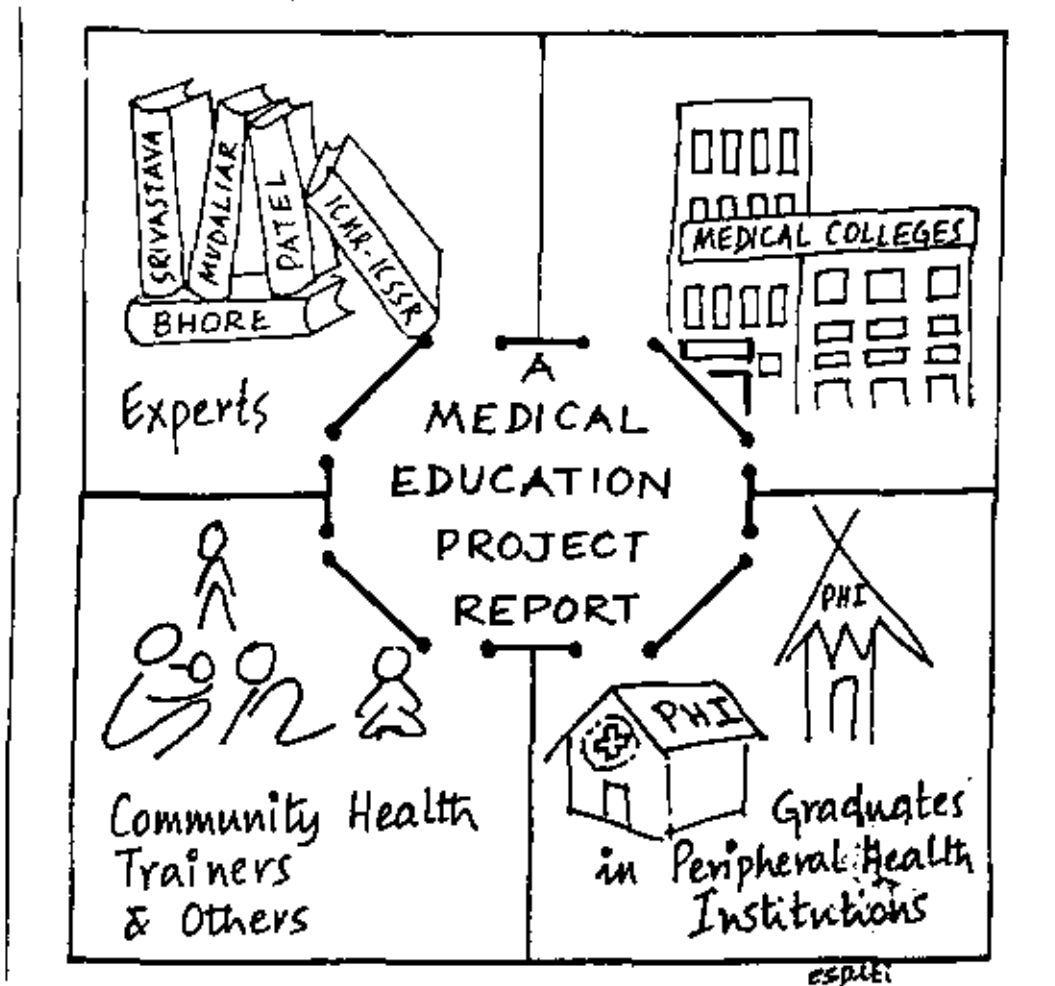 SRIVASTAVA
MUDALIAR
PATEL
ICMR-ICSSR
BHORE
Experts
MEDICAL COLLEGES
A
MEDICAL
EDUCATION
PROJECT
REPORT
Community Health
Trainers
& Others
PHI
PHI
Graduates
in Peripheral Health
Institutions